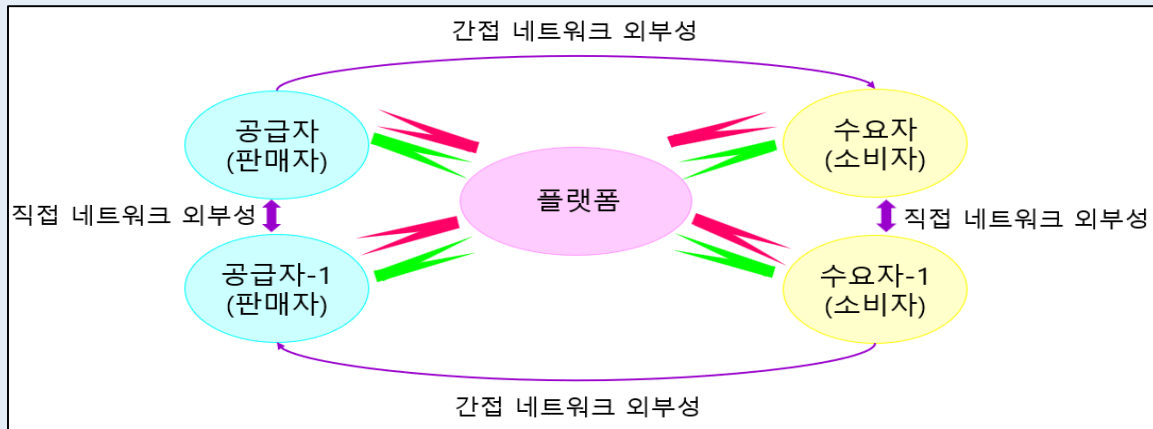 간접 네트워크 외부성
공급자
(판매자)
수요자
(소비자)
플랫폼
직접 네트워크 외부성
직접 네트워크 외부성
공급자-1
(판매자)
수요자-1
(소비자)
간접 네트워크 외부성